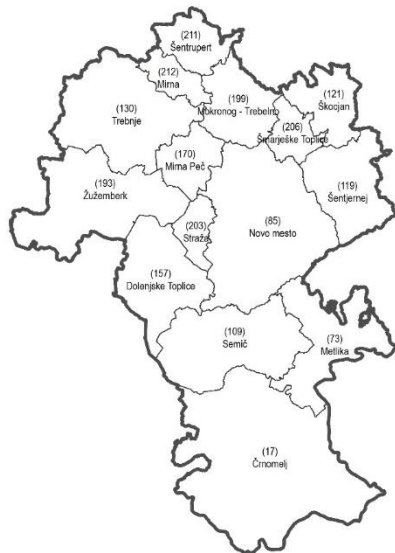 (211)
Šentrupert
(212)
Mirna
(121)
Škocjan
(130)
Trebnje
(199)
Mokronog - Trebelno
(206)
Šmarješke Toplice
(170)
Mirna Peč
(193)
Žužemberk
(119)
Šentjernej
(203)
Straža
(85)
Novo mesto
(157)
Dolenjske Toplice
(109)
Semič
(73)
Metlika
(17)
Črnomelj